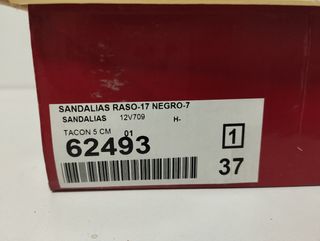 SANDALIAS RASO-17 NEGRO-7
SANDALIAS 12V709 H-
TACON 5 CM 01
62493 1
37